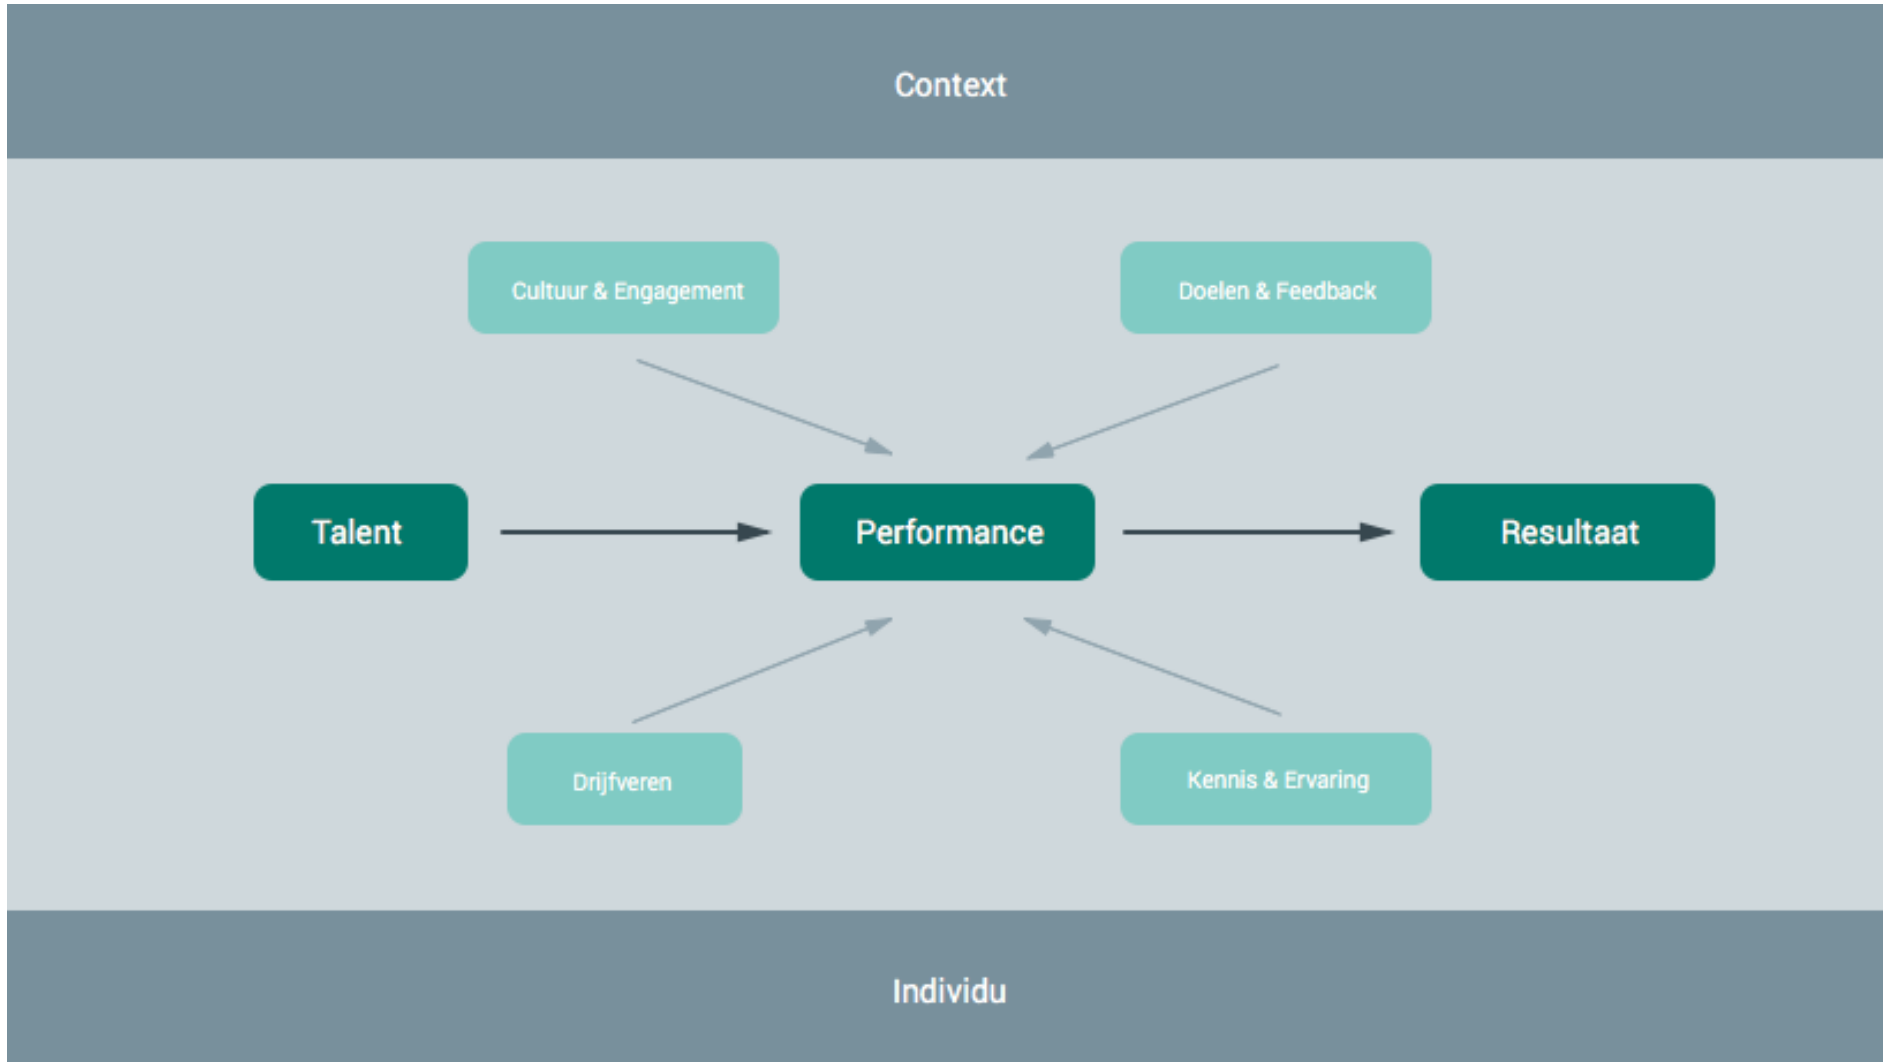 Context
Cultuur & Engagement
Doelen & Feedback
Talent
Performance
Resultaat
Drijfveren
Kennis & Ervaring
Individu